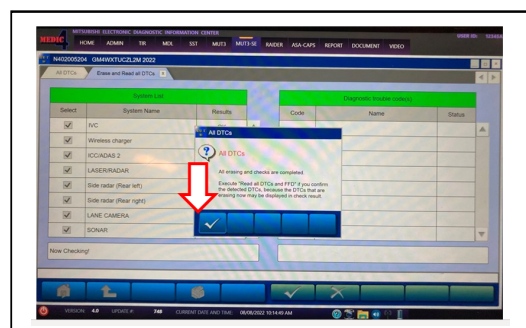 MEDIC
MITSUBISHI ELECTRONIC DIAGNOSTIC INFORMATION CENTER
HOME ADMIN TIR MDL SST MUT3 MUT3-SE RAIDER ASA-CAPS REPORT DOCUMENT VIDEO
N402005204 GM4WXTUCZL2M 2022
All DTCs Erase and Read all DTCs
System List Diagnostic trouble code(s)
Select System Name Results Code Name Status
IVC
Wireless charger
ICC/ADAS 2
LASER/RADAR
Side radar (Rear left)
Side radar (Rear right)
LANE CAMERA
SONAR
All DTCs
All DTCs
All erasing and checks are completed.
Execute "Read all DTCs and FFD" if you confirm
the detected DTCs, because the DTCs that are
erasing now may be displayed in check result.
Now Checking!
VERSION: 4.0 UPDATE #: 748 CURRENT DATE AND TIME: 08/08/2022 10:14:49 AM